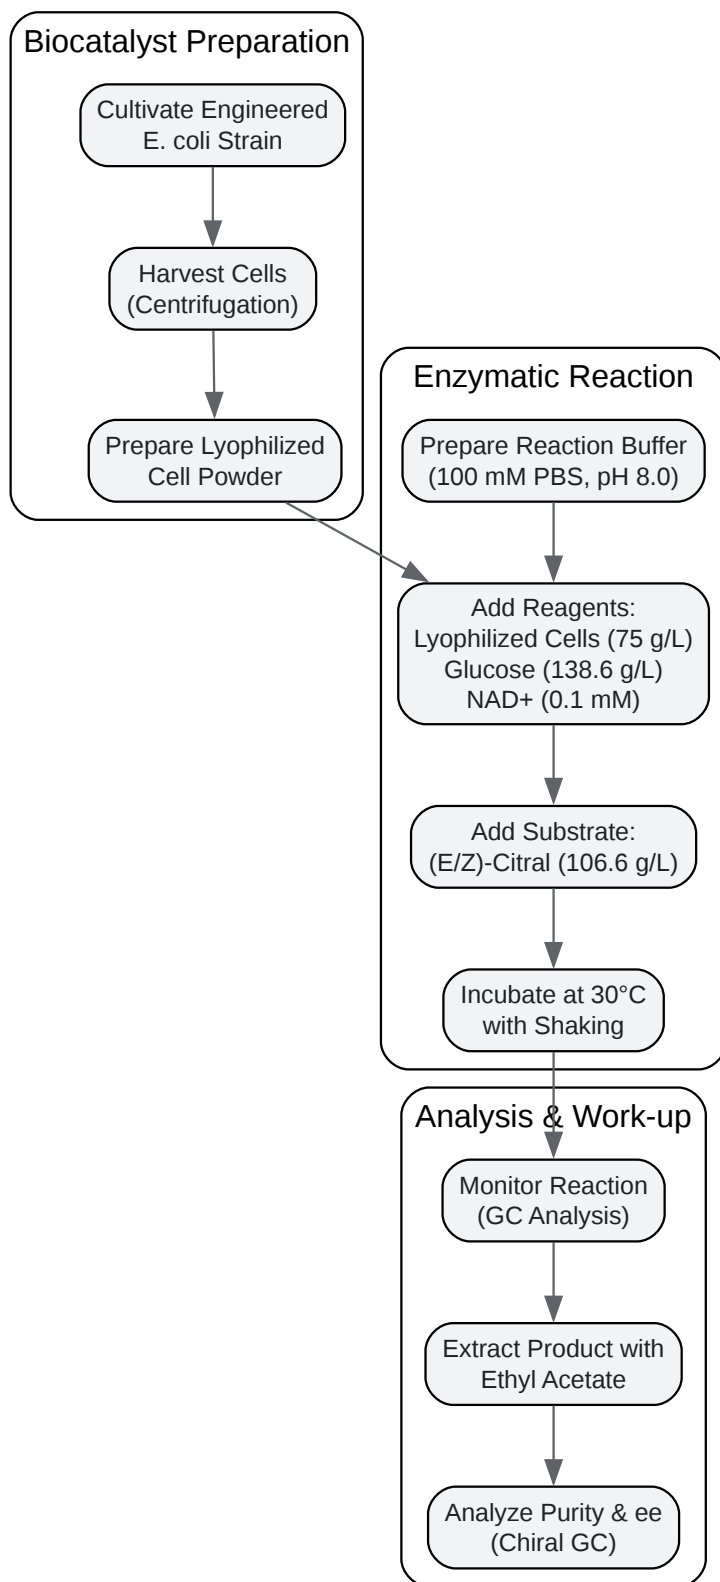 Biocatalyst Preparation
Cultivate Engineered
E. coli Strain
Harvest Cells
(Centrifugation)
Prepare Lyophilized
Cell Powder
Enzymatic Reaction
Prepare Reaction Buffer
(100 mM PBS, pH 8.0)
Add Reagents:
Lyophilized Cells (75 g/L)
Glucose (138.6 g/L)
NAD+ (0.1 mM)
Add Substrate:
(E/Z)-Citral (106.6 g/L)
Incubate at 30°C
with Shaking
Analysis & Work-up
Monitor Reaction
(GC Analysis)
Extract Product with
Ethyl Acetate
Analyze Purity & ee
(Chiral GC)